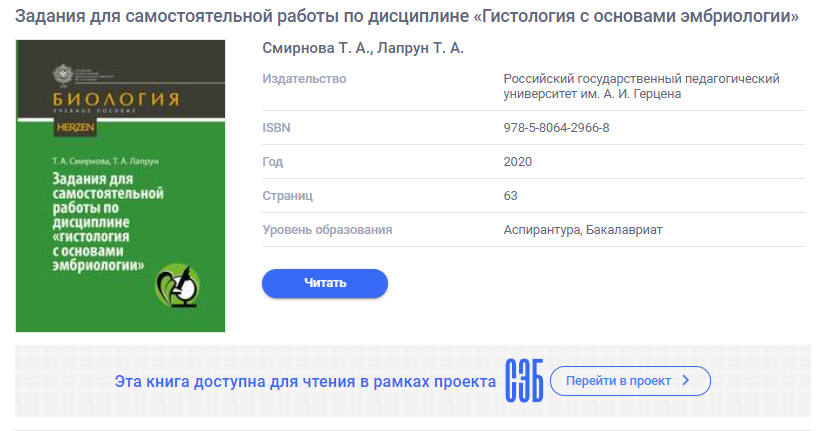 Задания для самостоятельной работы по дисциплине «Гистология с основами эмбриологии»
БИОЛОГИЯ
УЧЕБНОЕ ПОСОБИЕ
HERZEN
Т. А. Смирнова, Т. А. Лапрун
Задания для
самостоятельной
работы по
дисциплине
«гистология
с основами
эмбриологии»
Смирнова Т. А., Лапрун Т. А.
Издательство
Российский государственный педагогический
университет им. А. И. Герцена
ISBN
978-5-8064-2966-8
Год
2020
Страниц
63
Уровень образования
Аспирантура, Бакалавриат
Читать
Эта книга доступна для чтения в рамках проекта
СЭБ
Перейти в проект